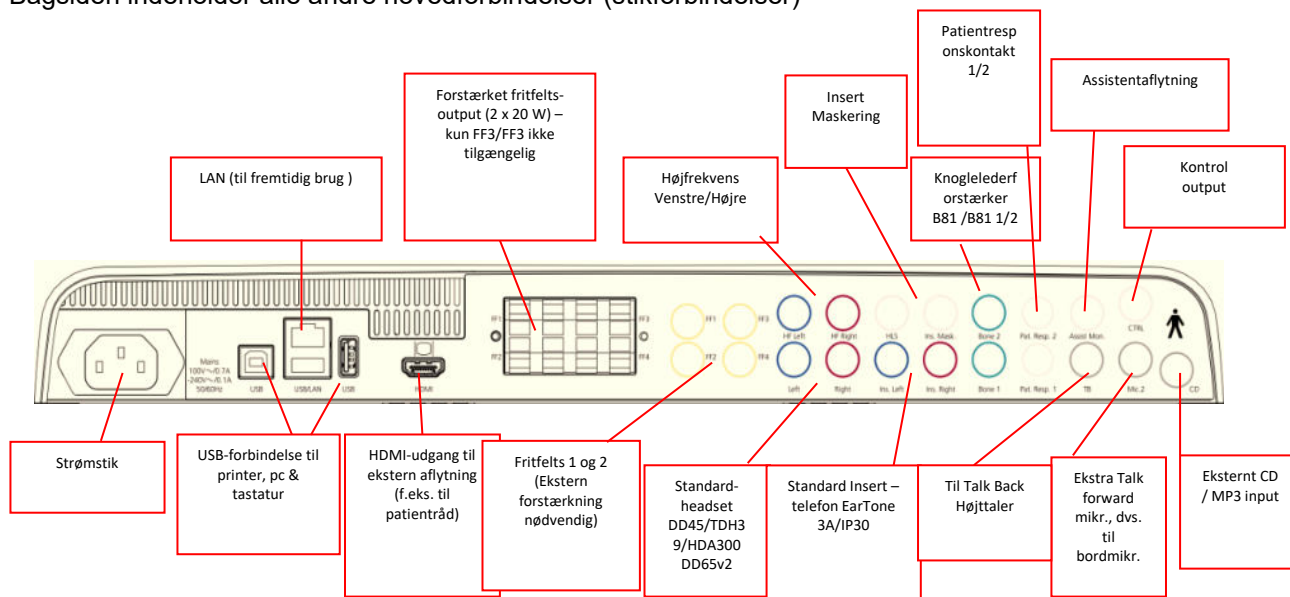 Bagsiden indeholder alle andre hovedforbindelser (stikforbindelser)
Patientresp
onskontakt
1/2
Forstærket fritfelts-
output (2 x 20 W) –
kun FF3/FF3 ikke
tilgængelig
Insert
Maskering
Assistentaflytning
LAN (til fremtidig brug )
Højfrekvens
Venstre/Højre
Knoglelederf
orstærker
B81 /B81 1/2
Kontrol
output
Mains
100V~/0.7A
-240V~/0.1A
50/60Hz
USB
USB/LAN
USB
HDMI
FF1
FF3
FF2
FF4
FF1
FF3
FF2
FF4
HF Left
HF Right
HLS
Ins. Mask.
Bone 2
Pat. Resp. 2
Assist Mon.
CTRL
Left
Right
Ins. Left
Ins. Right
Bone 1
Pat. Resp. 1
TB
Mic.2
CD
Strømstik
USB-forbindelse til
printer, pc &
tastatur
HDMI-udgang til
ekstern aflytning
(f.eks. til
patientråd)
Fritfelts 1 og 2
(Ekstern
forstærkning
nødvendig)
Standard-
headset
DD45/TDH3
9/HDA300
DD65v2
Standard Insert –
telefon EarTone
3A/IP30
Til Talk Back
Højttaler
Ekstra Talk
forward
mikr., dvs.
til
bordmikr.
Eksternt CD
/ MP3 input